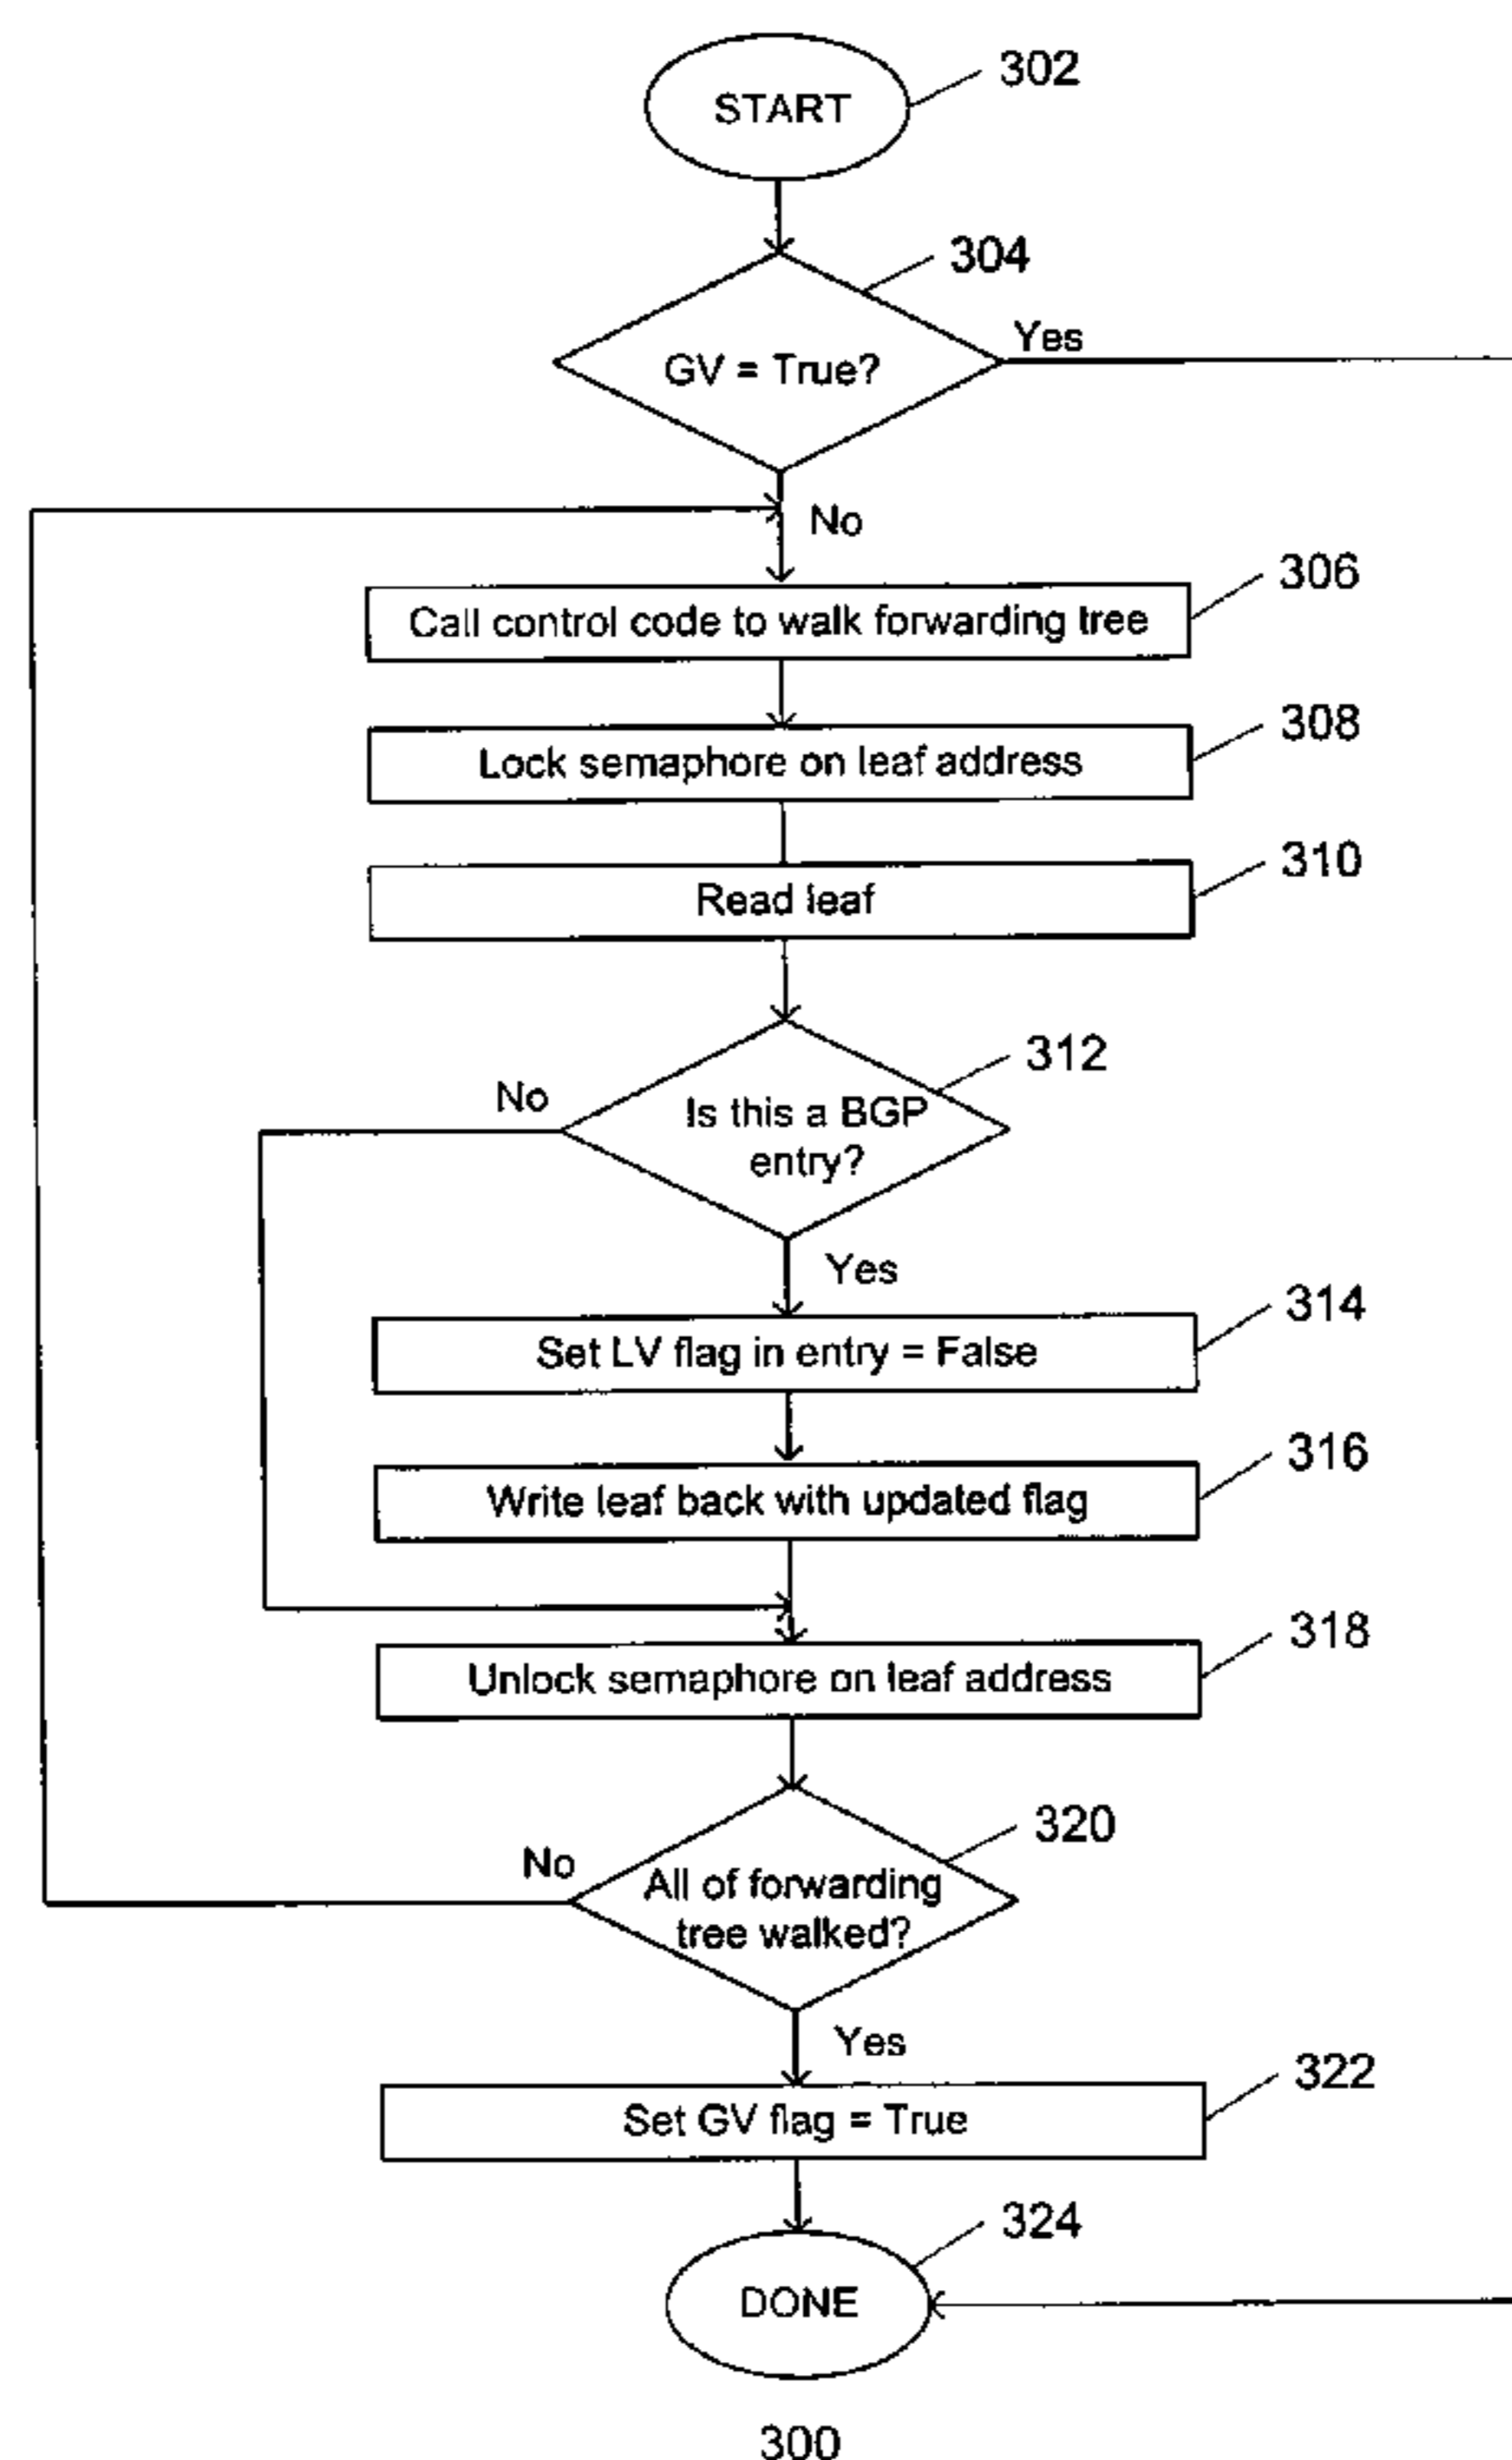 START
302
304
GV = True?
Yes
No
Call control code to walk forwarding tree
306
Lock semaphore on leaf address
308
Read leaf
310
312
No
Is this a BGP
entry?
Yes
314
Set LV flag in entry = False
316
Write leaf back with updated flag
318
Unlock semaphore on leaf address
320
No
All of forwarding
tree walked?
Yes
322
Set GV flag = True
324
DONE
300